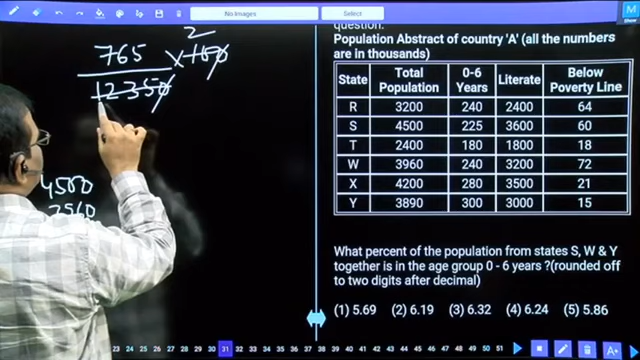 No Images
Select
question.
Population Abstract of country 'A' (all the numbers
are in thousands)
State Total Population 0-6 Years Literate Below Poverty Line
R 3200 240 2400 64
S 4500 225 3600 60
T 2400 180 1800 18
W 3960 240 3200 72
X 4200 280 3500 21
Y 3890 300 3000 15
What percent of the population from states S, W & Y
together is in the age group 0 - 6 years ?(rounded off
to two digits after decimal)
(1) 5.69 (2) 6.19 (3) 6.32 (4) 6.24 (5) 5.86
2
765 × 100
12350
4500
23 24 25 26 27 28 29 30 31 32 33 34 35 36 37 38 39 40 41 42 43 44 45 46 47 48 49 50 51